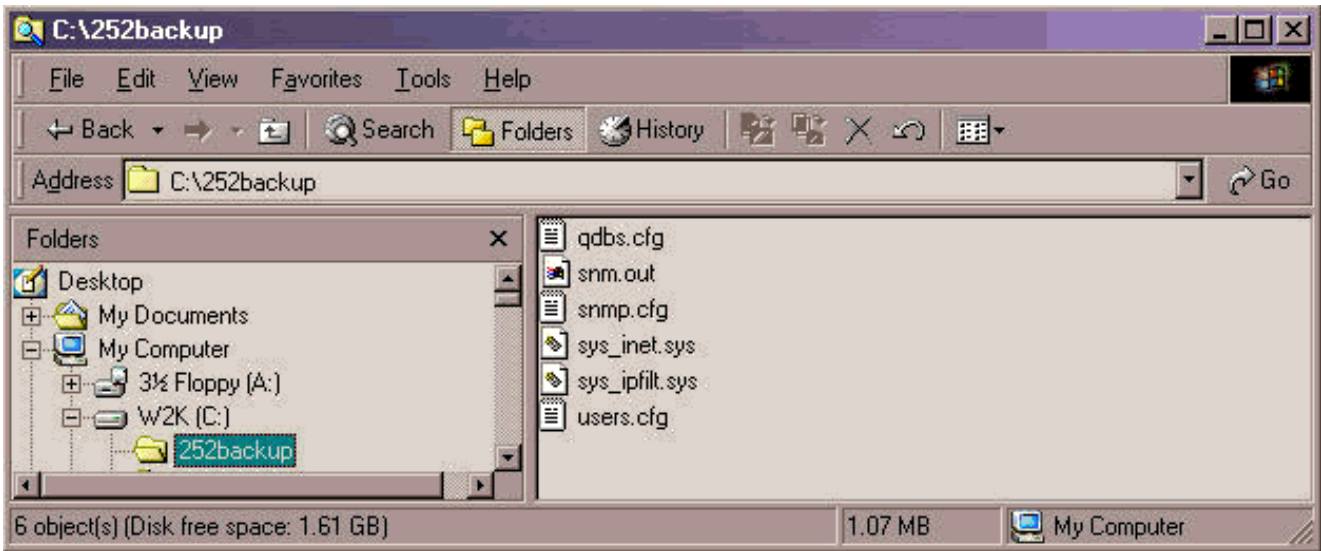 C:\252backup
File Edit View Favorites Tools Help
Back Search Folders History
Address C:\252backup Go
Folders
Desktop
My Documents
My Computer
3½ Floppy (A:)
W2K (C:)
252backup
qdbs.cfg
snm.out
snmp.cfg
sys_inet.sys
sys_ipfilt.sys
users.cfg
6 object(s) (Disk free space: 1.61 GB) 1.07 MB My Computer